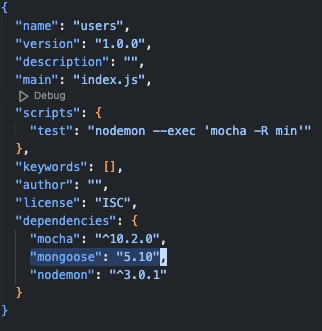 {
"name": "users",
"version": "1.0.0",
"description": "",
"main": "index.js",
Debug
"scripts": {
"test": "nodemon --exec 'mocha -R min'"
},
"keywords": [],
"author": "",
"license": "ISC",
"dependencies": {
"mocha": "^10.2.0",
"mongoose": "5.10",
"nodemon": "^3.0.1"
}
}